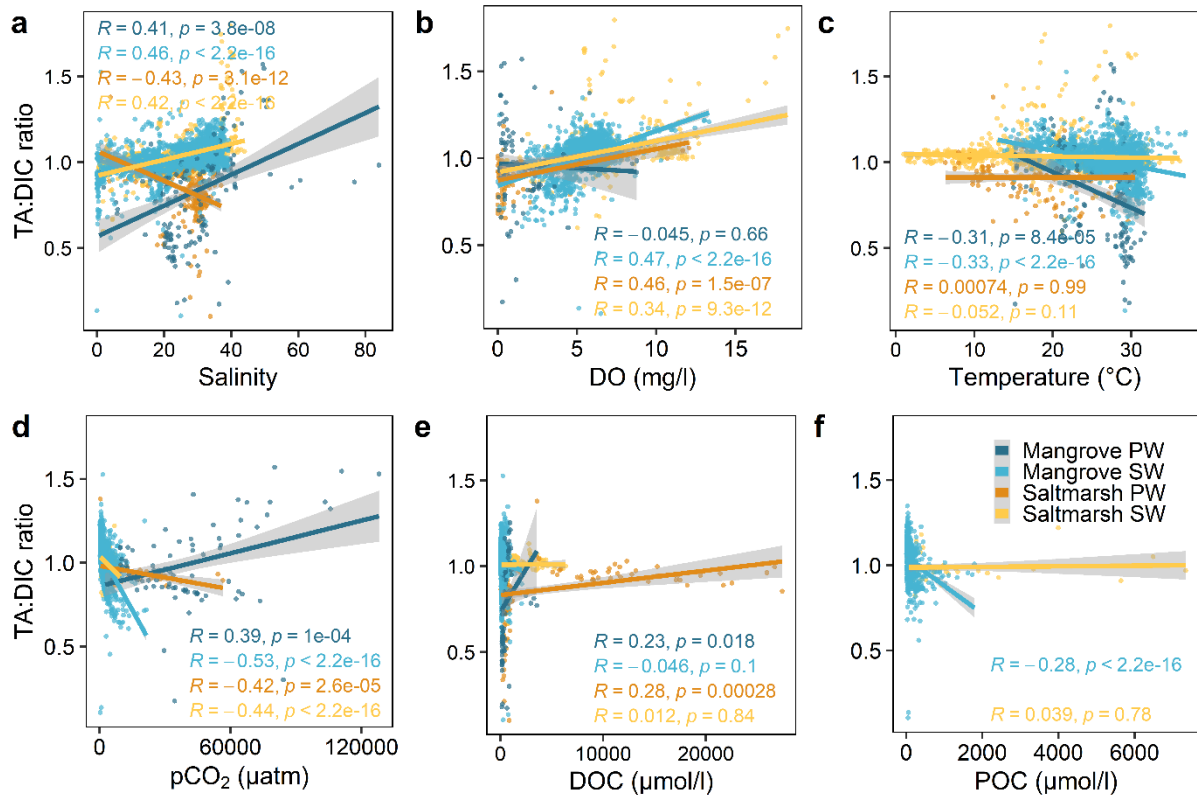 a
R = 0.41, p = 3.8e-08
R = 0.46, p < 2.2e-16
R = −0.43, p = 3.1e-12
R = 0.42, p < 2.2e-16
1.5
1.0
0.5
TA:DIC ratio
0 20 40 60 80
Salinity
b
1.5
1.0
0.5
R = −0.045, p = 0.66
R = 0.47, p < 2.2e-16
R = 0.46, p = 1.5e-07
R = 0.34, p = 9.3e-12
0 5 10 15
DO (mg/l)
c
1.5
1.0
0.5
R = −0.31, p = 8.4e-05
R = −0.33, p < 2.2e-16
R = 0.00074, p = 0.99
R = −0.052, p = 0.11
0 10 20 30
Temperature (°C)
d
1.5
1.0
0.5
TA:DIC ratio
R = 0.39, p = 1e-04
R = −0.53, p < 2.2e-16
R = −0.42, p = 2.6e-05
R = −0.44, p < 2.2e-16
0 60000 120000
pCO₂ (µatm)
e
1.5
1.0
0.5
R = 0.23, p = 0.018
R = −0.046, p = 0.1
R = 0.28, p = 0.00028
R = 0.012, p = 0.84
0 10000 20000
DOC (µmol/l)
f
1.5
1.0
0.5
Mangrove PW
Mangrove SW
Saltmarsh PW
Saltmarsh SW
R = −0.28, p < 2.2e-16
R = 0.039, p = 0.78
0 2000 4000 6000
POC (µmol/l)